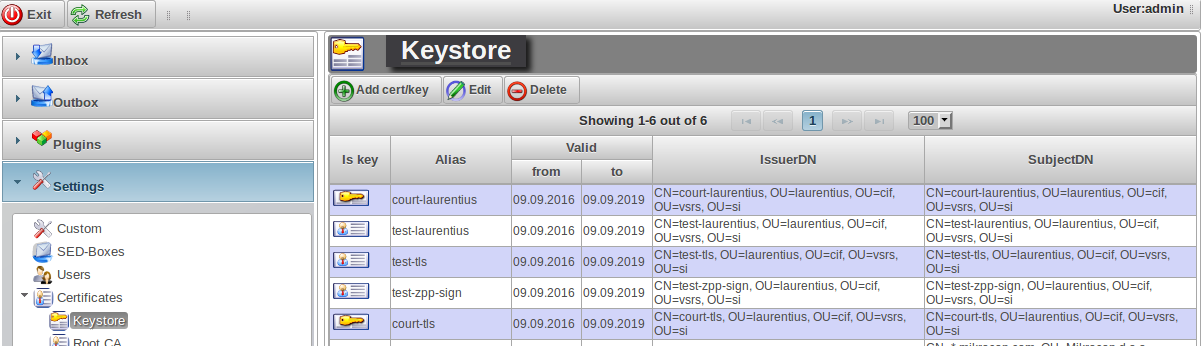 Exit Refresh User:admin
Inbox
Outbox
Plugins
Settings
Custom
SED-Boxes
Users
Certificates
Keystore
Root CA
Keystore
Add cert/key Edit Delete
Showing 1-6 out of 6 1 100
Is key Alias Valid IssuerDN SubjectDN
from to
court-laurentius 09.09.2016 09.09.2019 CN=court-laurentius, OU=laurentius, OU=cif, CN=court-laurentius, OU=laurentius, OU=cif,
OU=vsrs, OU=si OU=vsrs, OU=si
test-laurentius 09.09.2016 09.09.2019 CN=test-laurentius, OU=laurentius, OU=cif, CN=test-laurentius, OU=laurentius, OU=cif,
OU=vsrs, OU=si OU=vsrs, OU=si
test-tls 09.09.2016 09.09.2019 CN=test-tls, OU=laurentius, OU=cif, OU=vsrs, CN=test-tls, OU=laurentius, OU=cif, OU=vsrs,
OU=si OU=si
test-zpp-sign 09.09.2016 09.09.2019 CN=test-zpp-sign, OU=laurentius, OU=cif, CN=test-zpp-sign, OU=laurentius, OU=cif,
OU=vsrs, OU=si OU=vsrs, OU=si
court-tls 09.09.2016 09.09.2019 CN=court-tls, OU=laurentius, OU=cif, OU=vsrs, CN=court-tls, OU=laurentius, OU=cif, OU=vsrs,
OU=si OU=si